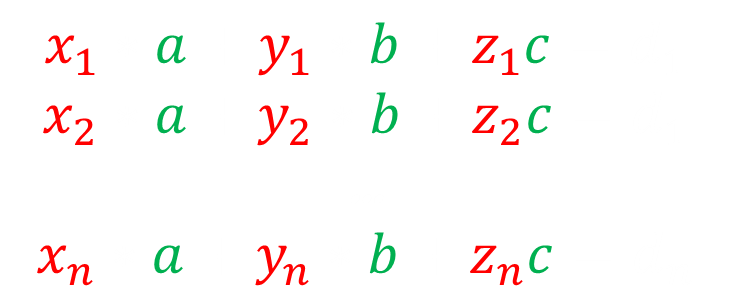 x₁ a y₁ b z₁c
x₂ a y₂ b z₂c
xₙ a yₙ b zₙc